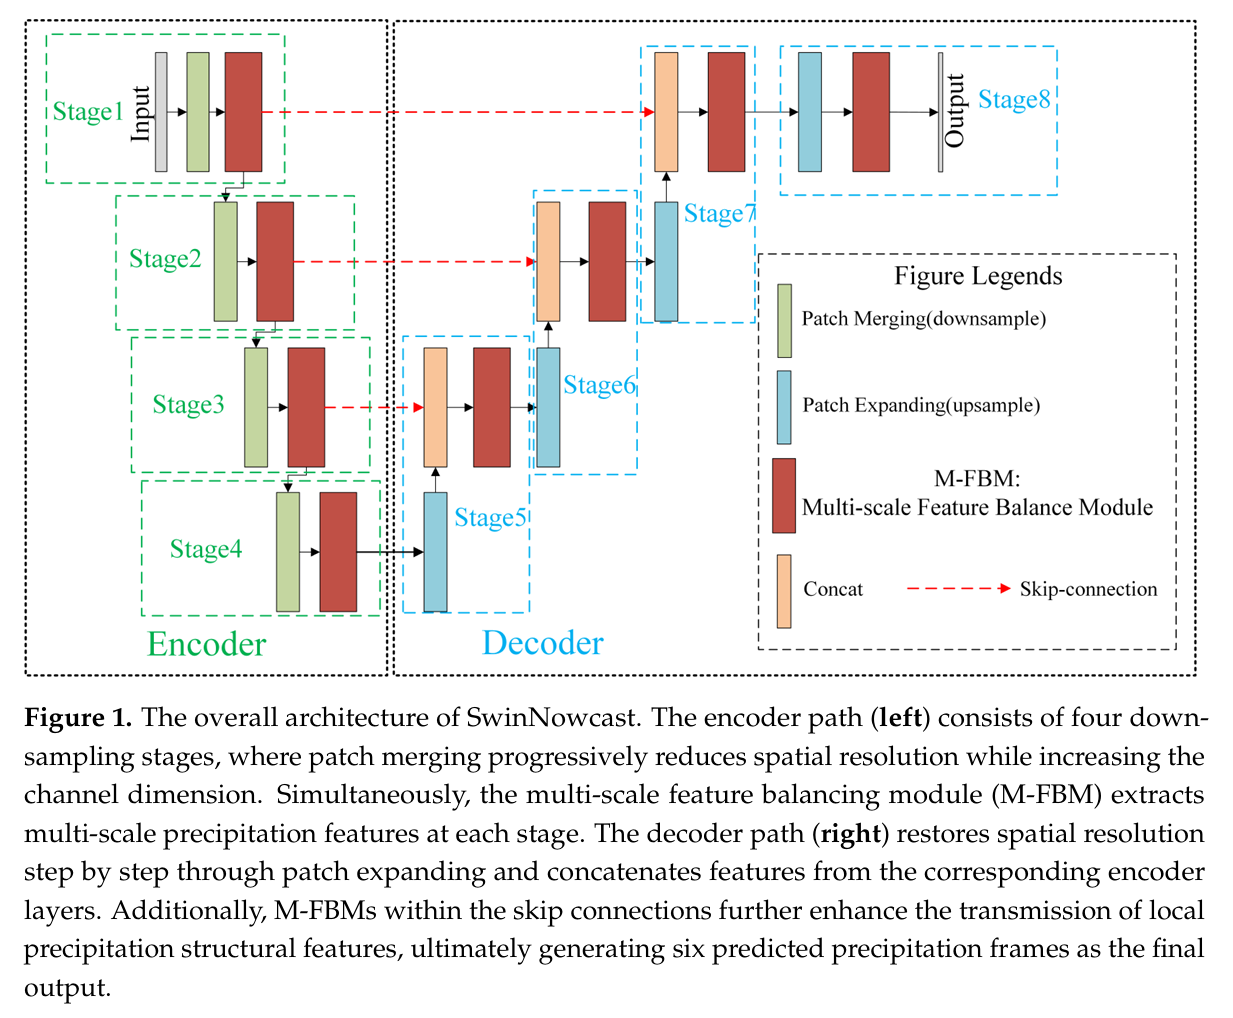 Stage1
Input
Stage2
Stage3
Stage4
Encoder
Stage5
Stage6
Stage7
Stage8
Output
Decoder
Figure Legends
Patch Merging(downsample)
Patch Expanding(upsample)
M-FBM:
Multi-scale Feature Balance Module
Concat
Skip-connection
Figure 1. The overall architecture of SwinNowcast. The encoder path (left) consists of four down-
sampling stages, where patch merging progressively reduces spatial resolution while increasing the
channel dimension. Simultaneously, the multi-scale feature balancing module (M-FBM) extracts
multi-scale precipitation features at each stage. The decoder path (right) restores spatial resolution
step by step through patch expanding and concatenates features from the corresponding encoder
layers. Additionally, M-FBMs within the skip connections further enhance the transmission of local
precipitation structural features, ultimately generating six predicted precipitation frames as the final
output.